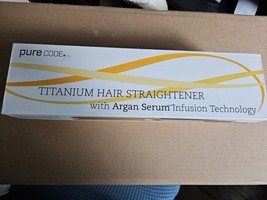 pure CODE
TITANIUM HAIR STRAIGHTENER
with Argan Serum Infusion Technology